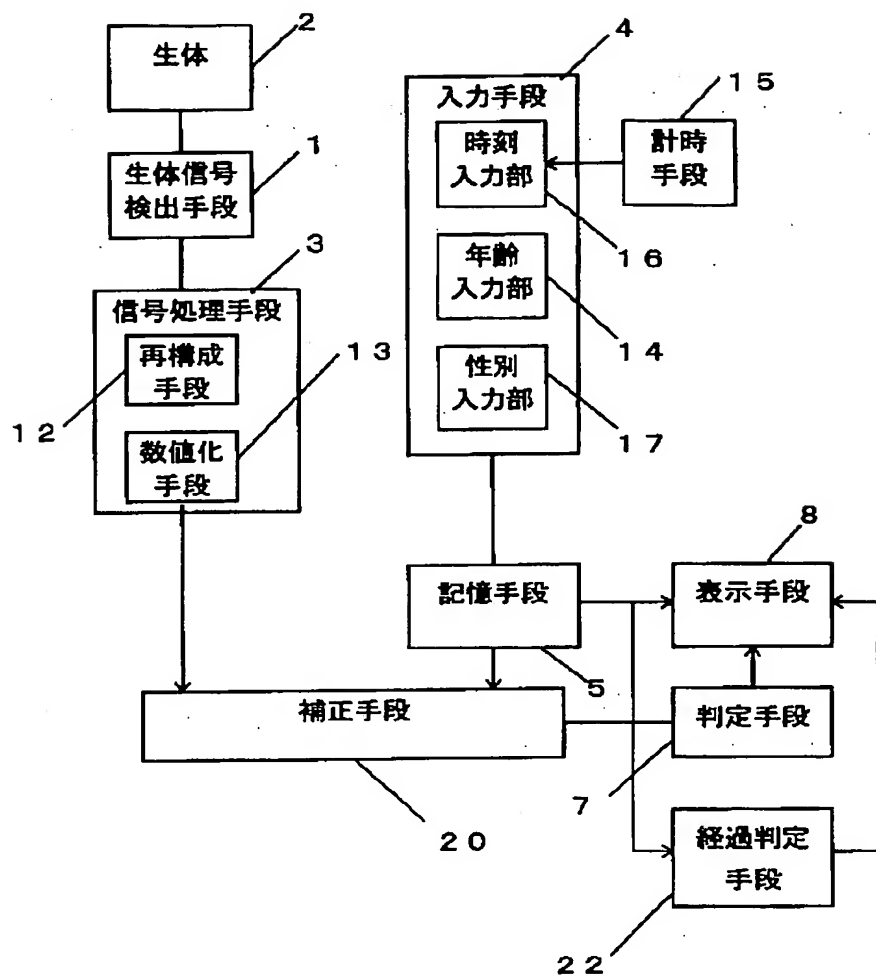 2
生体
1
生体信号
検出手段
3
信号処理手段
再構成
手段
12
13
数値化
手段
4
入力手段
時刻
入力部
15
計時
手段
16
年齢
入力部
14
性別
入力部
17
記憶手段
5
8
表示手段
補正手段
20
判定手段
7
経過判定
手段
22